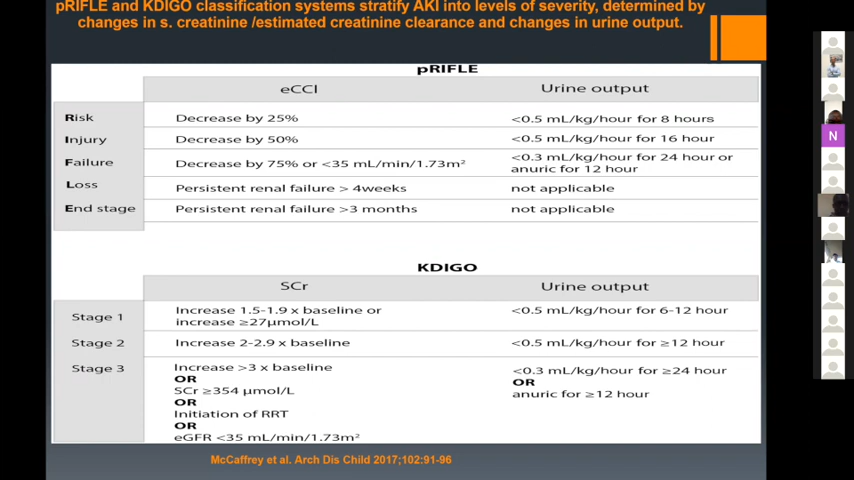 pRIFLE and KDIGO classification systems stratify AKI into levels of severity, determined by
changes in s. creatinine /estimated creatinine clearance and changes in urine output.
pRIFLE
eCCl Urine output
Risk Decrease by 25% <0.5 mL/kg/hour for 8 hours
Injury Decrease by 50% <0.5 mL/kg/hour for 16 hour
Failure Decrease by 75% or <35 mL/min/1.73m² <0.3 mL/kg/hour for 24 hour or
anuric for 12 hour
Loss Persistent renal failure > 4weeks not applicable
End stage Persistent renal failure >3 months not applicable
KDIGO
SCr Urine output
Stage 1 Increase 1.5-1.9 x baseline or <0.5 mL/kg/hour for 6-12 hour
increase ≥27µmol/L
Stage 2 Increase 2-2.9 x baseline <0.5 mL/kg/hour for ≥12 hour
Stage 3 Increase >3 x baseline <0.3 mL/kg/hour for ≥24 hour
OR OR
SCr ≥354 µmol/L anuric for ≥12 hour
OR
Initiation of RRT
OR
eGFR <35 mL/min/1.73m²
McCaffrey et al. Arch Dis Child 2017;102:91-96
N